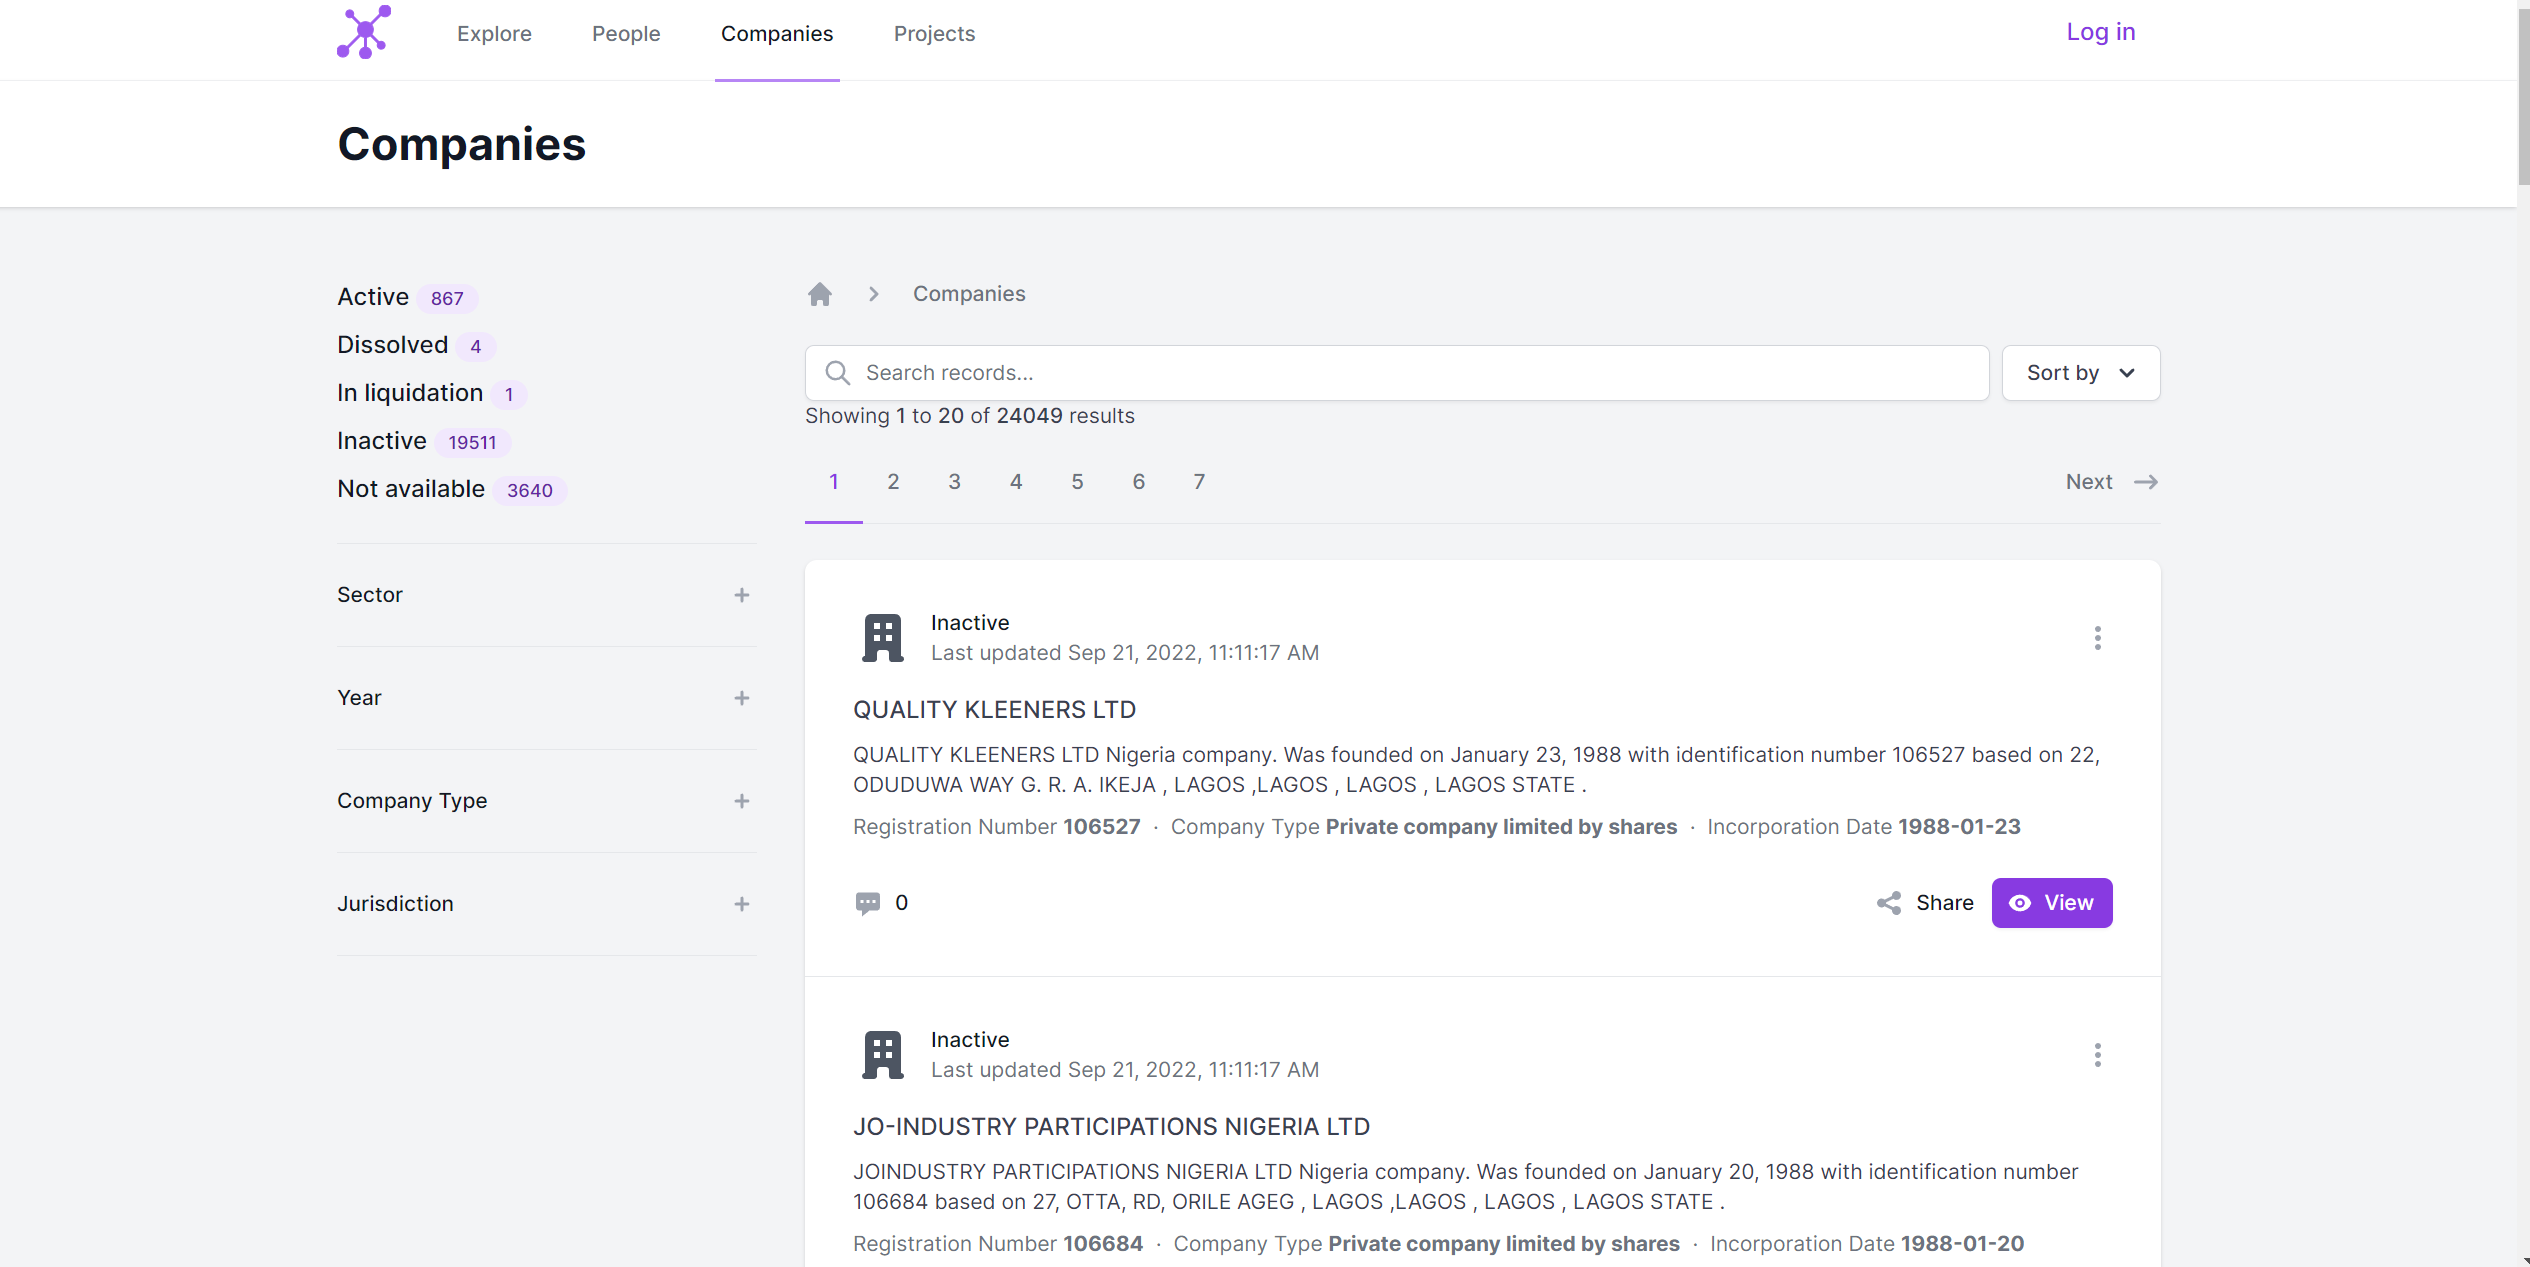 Explore
People
Companies
Projects
Log in
Companies
Active 867
Dissolved 4
In liquidation 1
Inactive 19511
Not available 3640
Sector
Year
Company Type
Jurisdiction
Companies
Search records...
Sort by
Showing 1 to 20 of 24049 results
1 2 3 4 5 6 7
Next
Inactive
Last updated Sep 21, 2022, 11:11:17 AM
QUALITY KLEENERS LTD
QUALITY KLEENERS LTD Nigeria company. Was founded on January 23, 1988 with identification number 106527 based on 22,
ODUDUWA WAY G. R. A. IKEJA , LAGOS ,LAGOS , LAGOS , LAGOS STATE .
Registration Number 106527 · Company Type Private company limited by shares · Incorporation Date 1988-01-23
0
Share
View
Inactive
Last updated Sep 21, 2022, 11:11:17 AM
JO-INDUSTRY PARTICIPATIONS NIGERIA LTD
JOINDUSTRY PARTICIPATIONS NIGERIA LTD Nigeria company. Was founded on January 20, 1988 with identification number
106684 based on 27, OTTA, RD, ORILE AGEG , LAGOS ,LAGOS , LAGOS , LAGOS STATE .
Registration Number 106684 · Company Type Private company limited by shares · Incorporation Date 1988-01-20